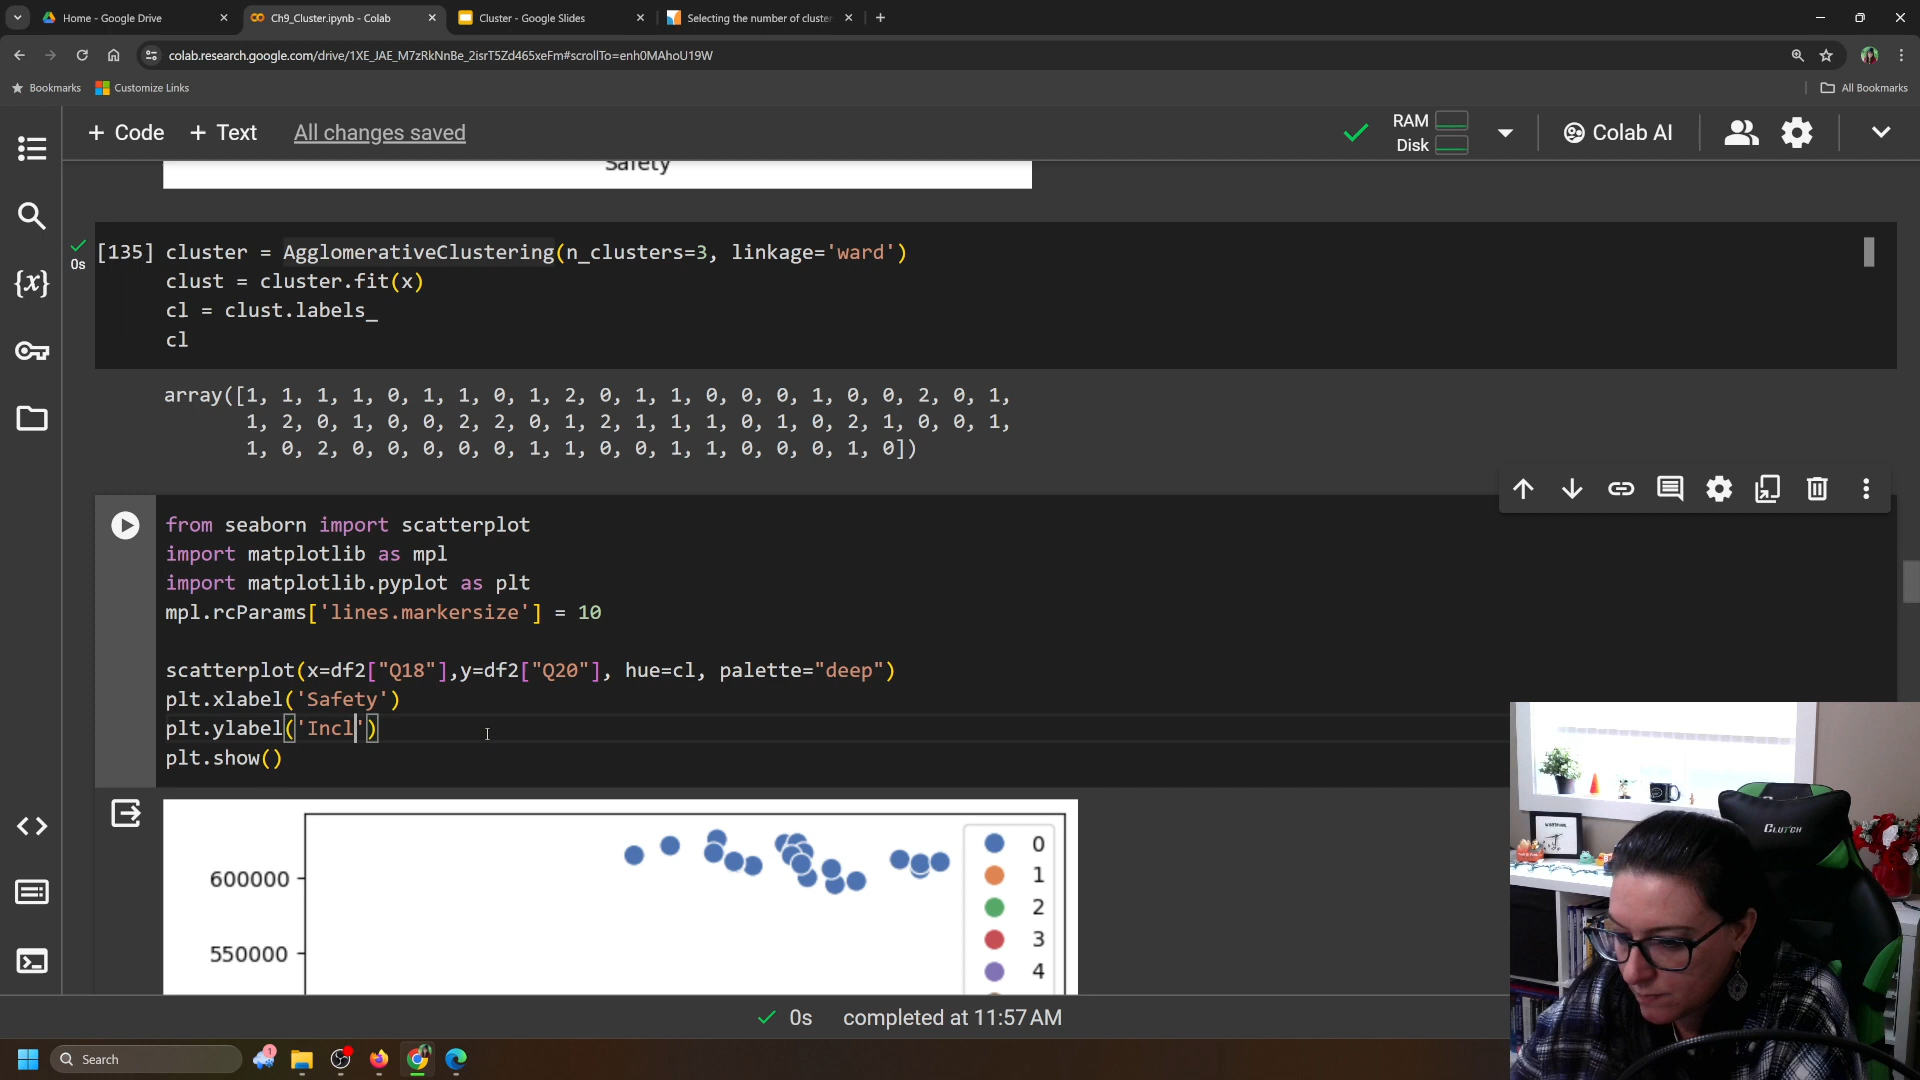 Home - Google Drive
Ch9_Cluster.ipynb - Colab
Cluster - Google Slides
Selecting the number of cluster
colab.research.google.com/drive/1XE_JAE_M7zRkNnBe_2isrT5Zd465xeFm#scrollTo=enh0MAhoU19W
Bookmarks
Customize Links
All Bookmarks
+ Code
+ Text
All changes saved
RAM
Disk
Colab AI
Safety
{x}
[135] cluster = AgglomerativeClustering(n_clusters=3, linkage='ward')
0s
clust = cluster.fit(x)
cl = clust.labels_
cl
array([1, 1, 1, 1, 0, 1, 1, 0, 1, 2, 0, 1, 1, 0, 0, 0, 1, 0, 0, 2, 0, 1,
1, 2, 0, 1, 0, 0, 2, 2, 0, 1, 2, 1, 1, 1, 0, 1, 0, 2, 1, 0, 0, 1,
1, 0, 2, 0, 0, 0, 0, 0, 1, 1, 0, 0, 1, 1, 0, 0, 0, 1, 0])
from seaborn import scatterplot
import matplotlib as mpl
import matplotlib.pyplot as plt
mpl.rcParams['lines.markersize'] = 10
scatterplot(x=df2["Q18"],y=df2["Q20"], hue=cl, palette="deep")
plt.xlabel('Safety')
plt.ylabel('Incl')
plt.show()
0
600000
1
2
3
550000
4
0s completed at 11:57 AM
CLUTCH
Search
1